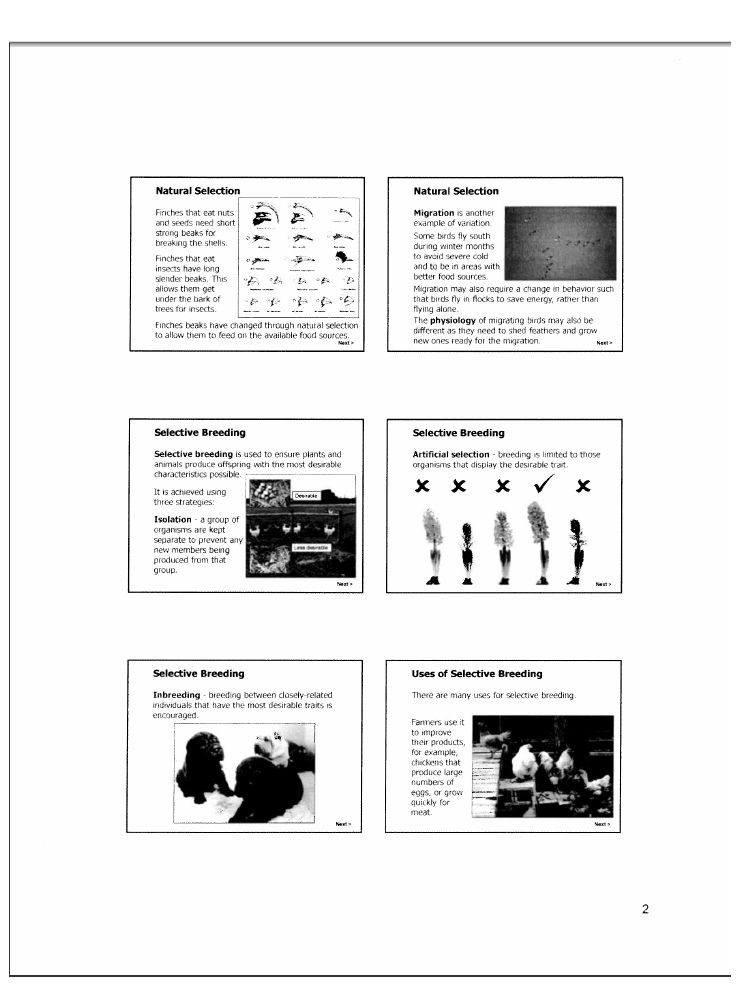 Natural Selection
Finches that eat nuts
and seeds need short
strong beaks for
breaking the shells.
Finches that eat
insects have long
slender beaks. This
allows them get
under the bark of
trees for insects.
Finches beaks have changed through natural selection
to allow them to feed on the available food sources.
Next >
Natural Selection
Migration is another
example of variation.
Some birds fly south
during winter months
to avoid severe cold
and to be in areas with
better food sources.
Migration may also require a change in behavior such
that birds fly in flocks to save energy, rather than
flying alone.
The physiology of migrating birds may also be
different as they need to shed feathers and grow
new ones ready for the migration.
Next >
Selective Breeding
Selective breeding is used to ensure plants and
animals produce offspring with the most desirable
characteristics possible.
It is achieved using
three strategies:
Isolation - a group of
organisms are kept
separate to prevent any
new members being
produced from that
group.
Desirable
Less desirable
Next >
Selective Breeding
Artificial selection - breeding is limited to those
organisms that display the desirable trait.
Next >
Selective Breeding
Inbreeding - breeding between closely-related
individuals that have the most desirable traits is
encouraged.
Next >
Uses of Selective Breeding
There are many uses for selective breeding.
Farmers use it
to improve
their products,
for example,
chickens that
produce large
numbers of
eggs, or grow
quickly for
meat.
Next >
2